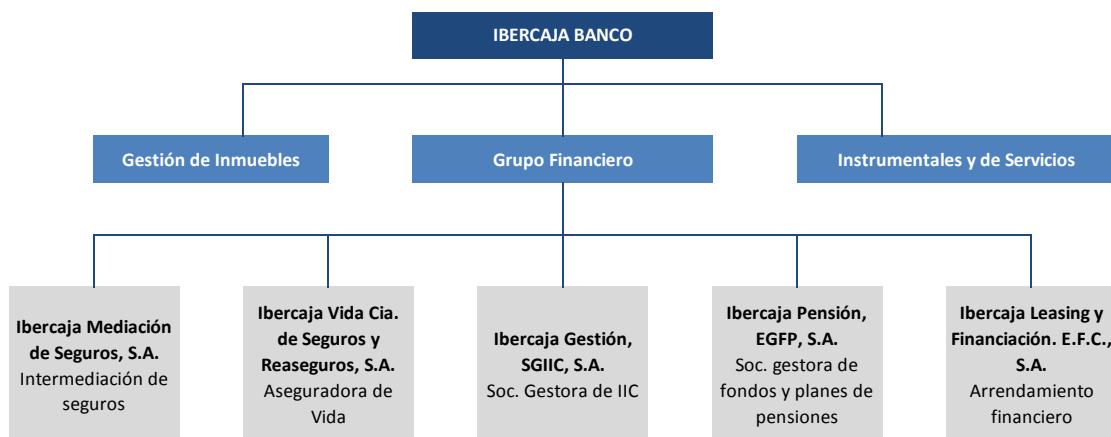 IBERCAJA BANCO
Gestión de Inmuebles
Grupo Financiero
Instrumentales y de Servicios
Ibercaja Mediación
de Seguros, S.A.
Intermediación de
seguros
Ibercaja Vida Cia.
de Seguros y
Reaseguros, S.A.
Aseguradora de
Vida
Ibercaja Gestión,
SGIIC, S.A.
Soc. Gestora de IIC
Ibercaja Pensión,
EGFP, S.A.
Soc. gestora de
fondos y planes de
pensiones
Ibercaja Leasing y
Financiación. E.F.C.,
S.A.
Arrendamiento
financiero